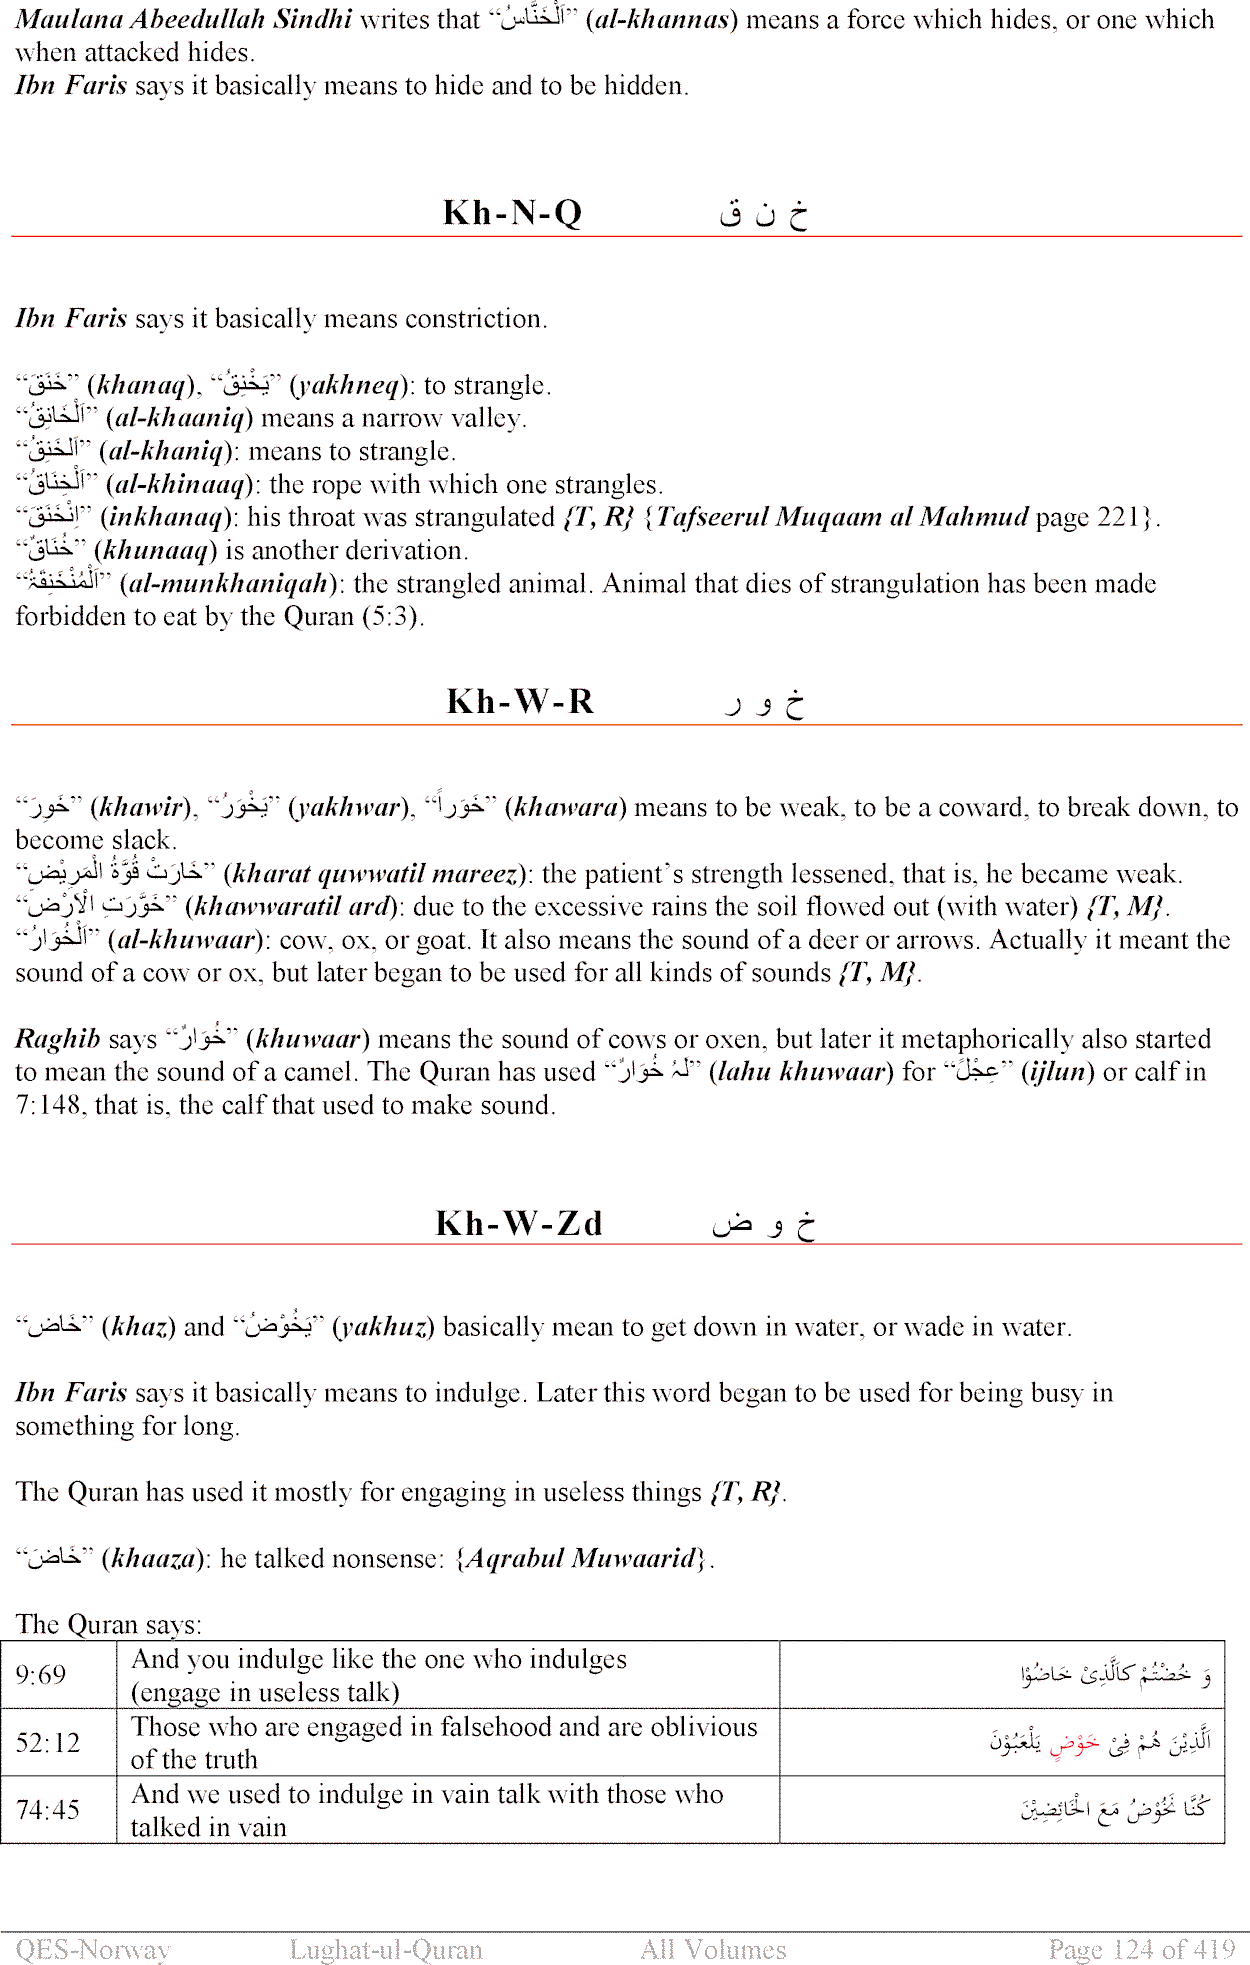 Maulana Abeedullah Sindhi writes that “اَلْخَنَّاسُ” (al-khannas) means a force which hides, or one which
when attacked hides.
Ibn Faris says it basically means to hide and to be hidden.
Kh-N-Q خ ن ق
Ibn Faris says it basically means constriction.
“خَنَقَ” (khanaq), “يَخْنِقُ” (yakhneq): to strangle.
“اَلْخَانِقُ” (al-khaaniq) means a narrow valley.
“اَلخَنِقُ” (al-khaniq): means to strangle.
“اَلْخِنَاقُ” (al-khinaaq): the rope with which one strangles.
“اِنْخَنَقَ” (inkhanaq): his throat was strangulated {T, R} {Tafseerul Muqaam al Mahmud page 221}.
“خُنَاقٌ” (khunaaq) is another derivation.
“اَلْمُنْخَنِقَۃُ” (al-munkhaniqah): the strangled animal. Animal that dies of strangulation has been made
forbidden to eat by the Quran (5:3).
Kh-W-R خ و ر
“خَوِرَ” (khawir), “يَخْوَرُ” (yakhwar), “خَوَراً” (khawara) means to be weak, to be a coward, to break down, to
become slack.
“خَارَتْ قُوَّۃُ الْمَرِيْضِ” (kharat quwwatil mareez): the patient’s strength lessened, that is, he became weak.
“خَوَّرَتِ الْاَرْضُ” (khawwaratil ard): due to the excessive rains the soil flowed out (with water) {T, M}.
“اَلْخُوَارُ” (al-khuwaar): cow, ox, or goat. It also means the sound of a deer or arrows. Actually it meant the
sound of a cow or ox, but later began to be used for all kinds of sounds {T, M}.
Raghib says “خُوَارٌ” (khuwaar) means the sound of cows or oxen, but later it metaphorically also started
to mean the sound of a camel. The Quran has used “لَہُ خُوَارٌ” (lahu khuwaar) for “عِجْلً” (ijlun) or calf in
7:148, that is, the calf that used to make sound.
Kh-W-Zd خ و ض
“خَاضَ” (khaz) and “يَخُوْضُ” (yakhuz) basically mean to get down in water, or wade in water.
Ibn Faris says it basically means to indulge. Later this word began to be used for being busy in
something for long.
The Quran has used it mostly for engaging in useless things {T, R}.
“خَاضَ” (khaaza): he talked nonsense: {Aqrabul Muwaarid}.
The Quran says:
9:69 And you indulge like the one who indulges وَ خُضْتُمْ كَالَّذِىْ خَاضُوْا
(engage in useless talk)
52:12 Those who are engaged in falsehood and are oblivious الَّذِيْنَ هُمْ فِىْ خَوْضٍ يَلْعَبُوْنَ
of the truth
74:45 And we used to indulge in vain talk with those who كُنَّا نَخُوْضُ مَعَ الْخَائِضِيْنَ
talked in vain
QES-Norway Lughat-ul-Quran All Volumes Page 124 of 419